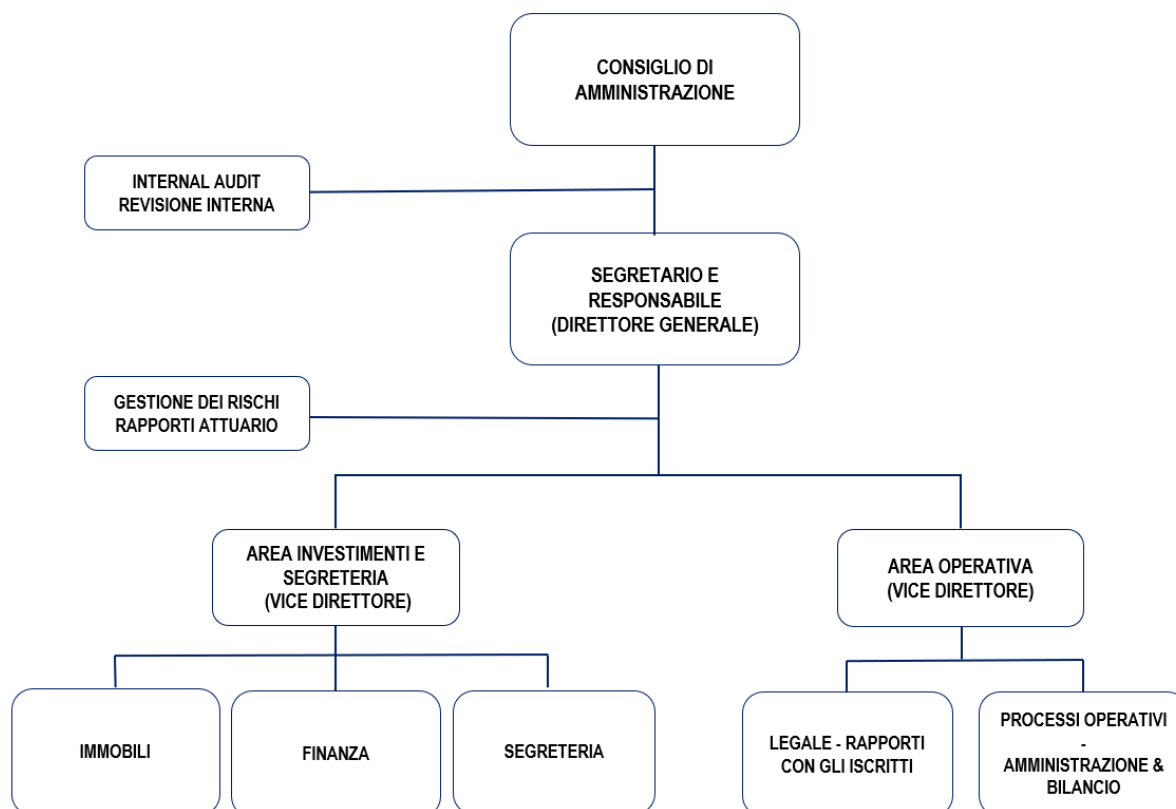 CONSIGLIO DI
AMMINISTRAZIONE
INTERNAL AUDIT
REVISIONE INTERNA
SEGRETARIO E
RESPONSABILE
(DIRETTORE GENERALE)
GESTIONE DEI RISCHI
RAPPORTI ATTUARIO
AREA INVESTIMENTI E
SEGRETERIA
(VICE DIRETTORE)
AREA OPERATIVA
(VICE DIRETTORE)
IMMOBILI
FINANZA
SEGRETERIA
LEGALE - RAPPORTI
CON GLI ISCRITTI
PROCESSI OPERATIVI
-
AMMINISTRAZIONE &
BILANCIO